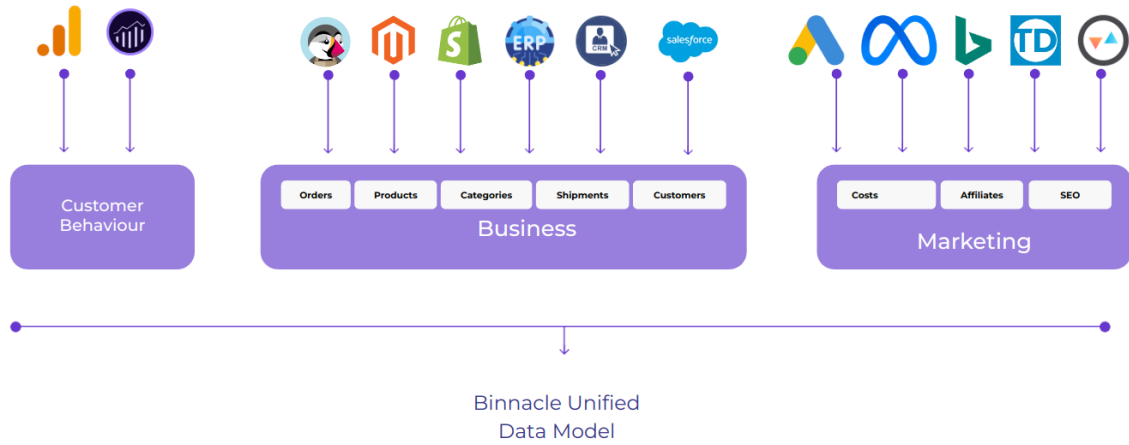 ERP
CRM
salesforce
TD
Customer
Behaviour
Orders
Products
Categories
Shipments
Customers
Business
Costs
Affiliates
SEO
Marketing
Binnacle Unified
Data Model